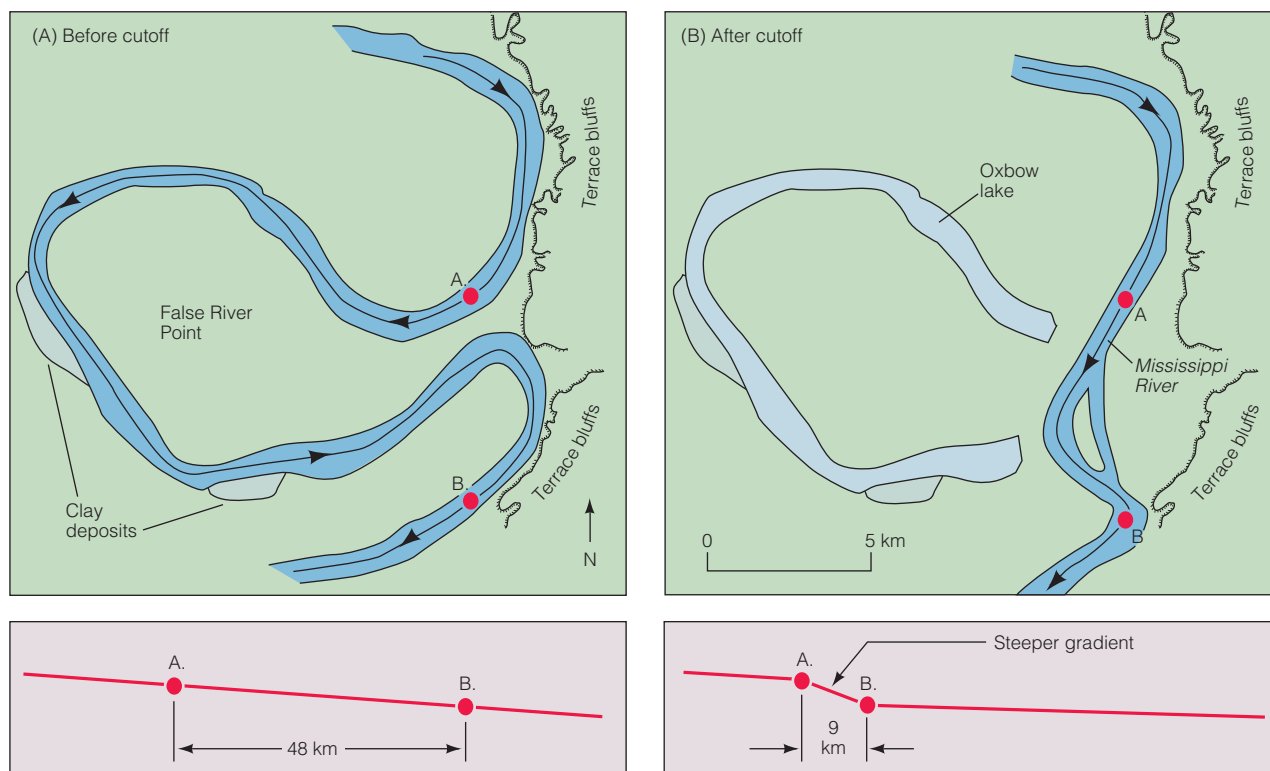 (A) Before cutoff
Terrace bluffs
A.
False River
Point
B.
Terrace bluffs
Clay
deposits
N
(B) After cutoff
Terrace bluffs
Oxbow
lake
A
Mississippi
River
Terrace bluffs
B
0 5 km
A.
B.
48 km
Steeper gradient
A.
B.
9
km